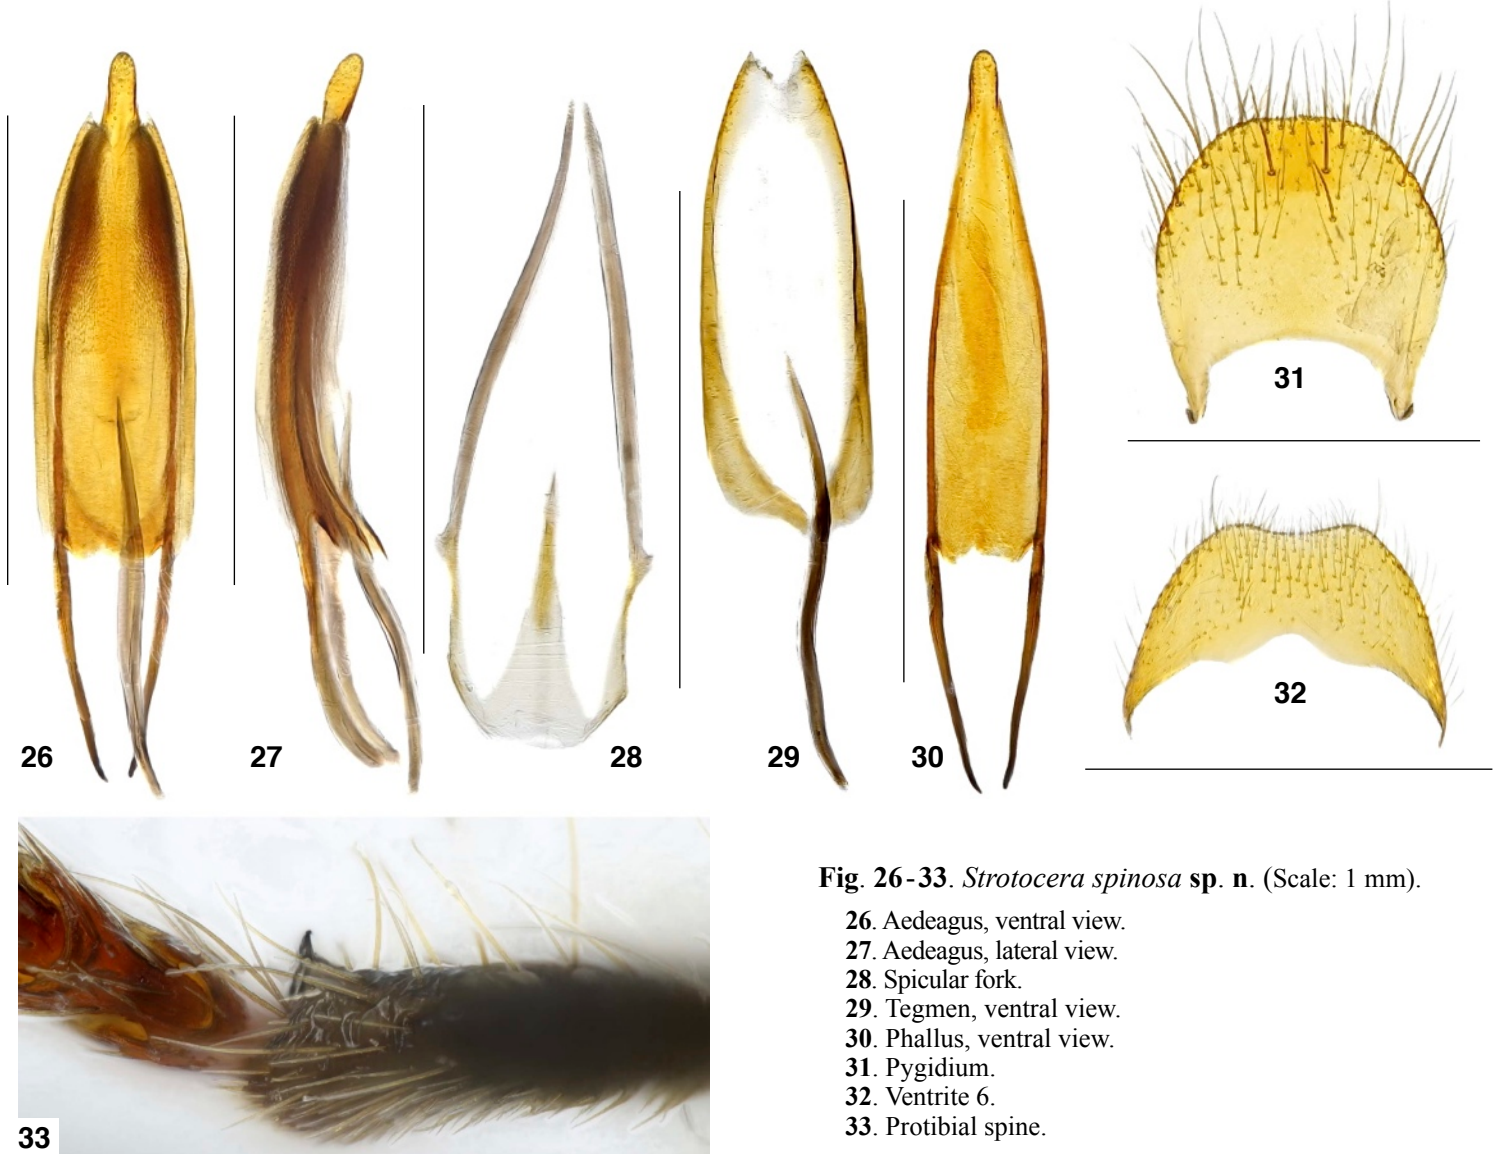 31
32
26
27
28
29
30
33
Fig. 26-33. Strotocera spinosa sp. n. (Scale: 1 mm).
26. Aedeagus, ventral view.
27. Aedeagus, lateral view.
28. Spicular fork.
29. Tegmen, ventral view.
30. Phallus, ventral view.
31. Pygidium.
32. Ventrite 6.
33. Protibial spine.